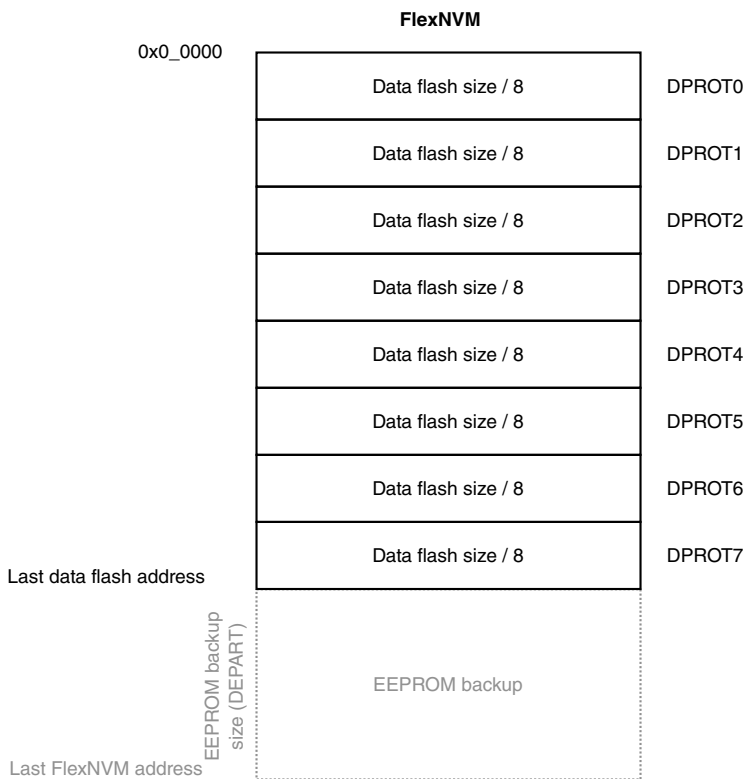 FlexNVM
0x0_0000
Data flash size / 8 DPROT0
Data flash size / 8 DPROT1
Data flash size / 8 DPROT2
Data flash size / 8 DPROT3
Data flash size / 8 DPROT4
Data flash size / 8 DPROT5
Data flash size / 8 DPROT6
Data flash size / 8 DPROT7
Last data flash address
EEPROM backup
size (DEPART)
EEPROM backup
Last FlexNVM address